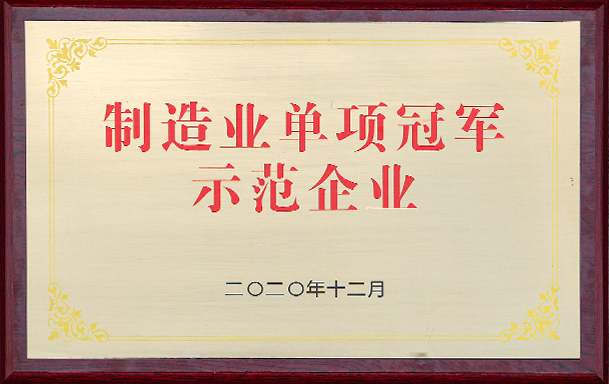 制造业单项冠军
示范企业
二〇二〇年十二月